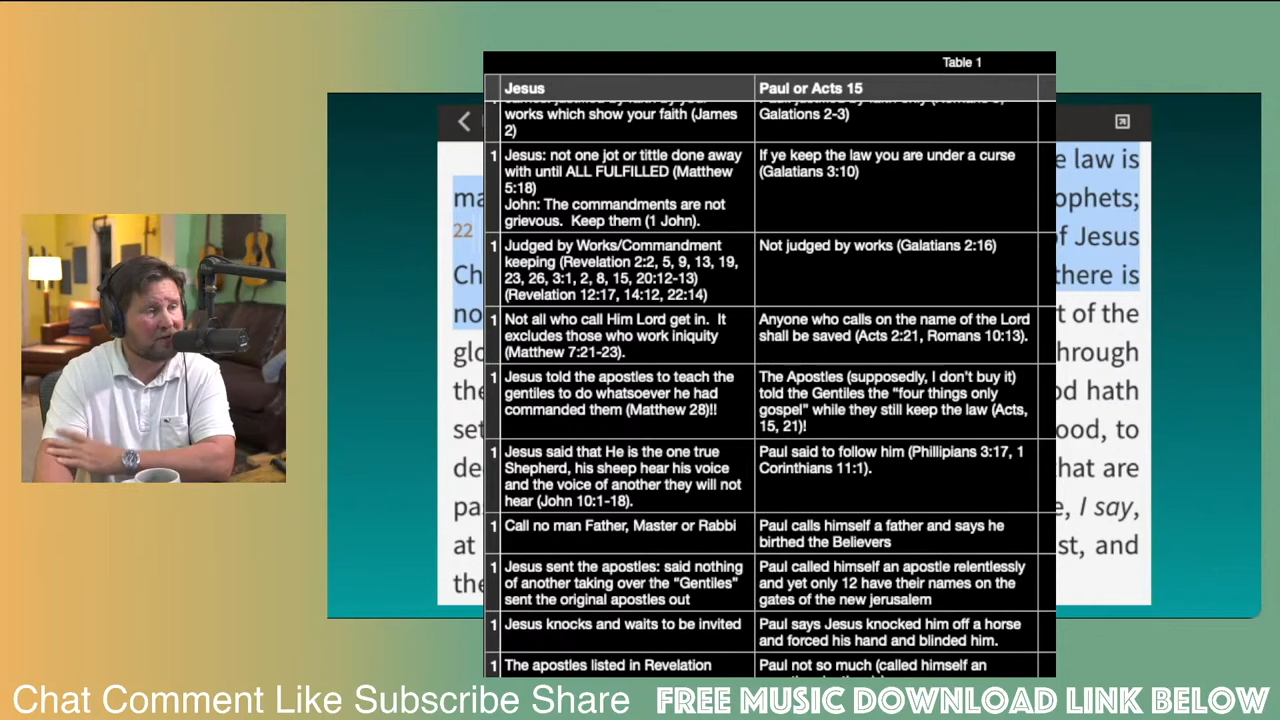 Table 1
Jesus
Paul or Acts 15
works which show your faith (James
2)
Galations 2-3)
1
Jesus: not one jot or tittle done away
with until ALL FULFILLED (Matthew
5:18)
John: The commandments are not
grievous. Keep them (1 John).
If ye keep the law you are under a curse
(Galatians 3:10)
1
Judged by Works/Commandment
keeping (Revelation 2:2, 5, 9, 13, 19,
23, 26, 3:1, 2, 8, 15, 20:12-13)
(Revelation 12:17, 14:12, 22:14)
Not judged by works (Galatians 2:16)
1
Not all who call Him Lord get in. It
excludes those who work iniquity
(Matthew 7:21-23).
Anyone who calls on the name of the Lord
shall be saved (Acts 2:21, Romans 10:13).
1
Jesus told the apostles to teach the
gentiles to do whatsoever he had
commanded them (Matthew 28)!!
The Apostles (supposedly, I don't buy it)
told the Gentiles the “four things only
gospel” while they still keep the law (Acts,
15, 21)!
1
Jesus said that He is the one true
Shepherd, his sheep hear his voice
and the voice of another they will not
hear (John 10:1-18).
Paul said to follow him (Phillipians 3:17, 1
Corinthians 11:1).
1
Call no man Father, Master or Rabbi
Paul calls himself a father and says he
birthed the Believers
1
Jesus sent the apostles: said nothing
of another taking over the “Gentiles”
sent the original apostles out
Paul called himself an apostle relentlessly
and yet only 12 have their names on the
gates of the new jerusalem
1
Jesus knocks and waits to be invited
Paul says Jesus knocked him off a horse
and forced his hand and blinded him.
1
The apostles listed in Revelation
Paul not so much (called himself an
22
law is
of Jesus
there is
t of the
hat are
I say,
st, and
at
Chat Comment Like Subscribe Share
FREE MUSIC DOWNLOAD LINK BELOW